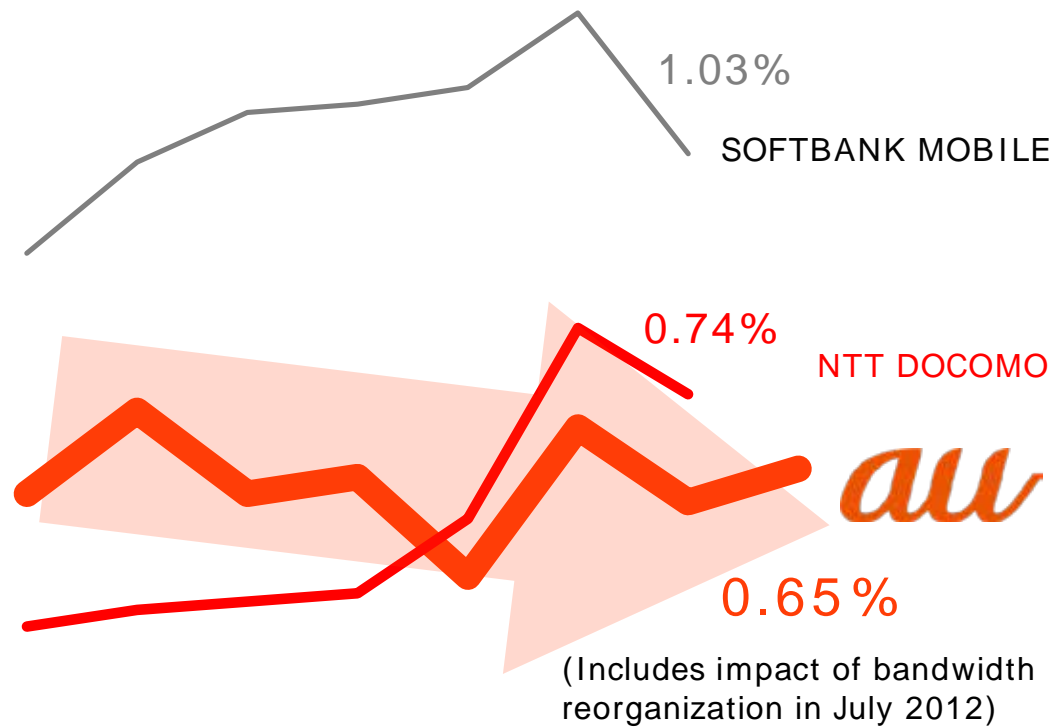 1.03%
SOFTBANK MOBILE
0.74%
NTT DOCOMO
au
0.65%
(Includes impact of bandwidth
reorganization in July 2012)